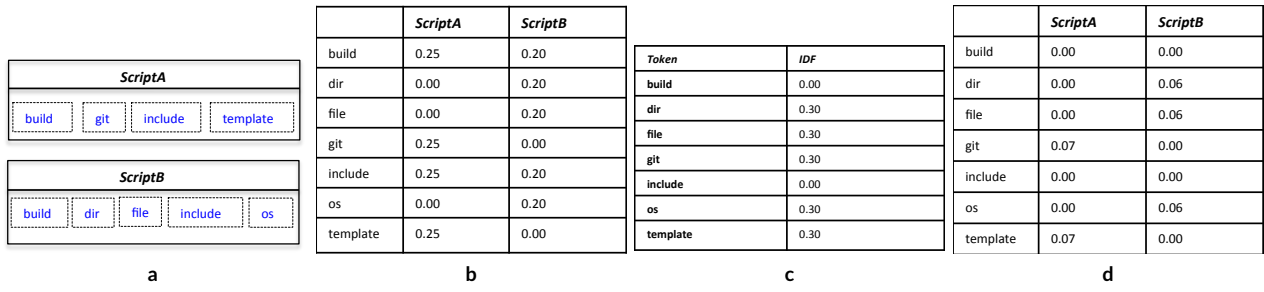 ScriptA
build git include template
ScriptB
build dir file include os
a
ScriptA ScriptB
build 0.25 0.20
dir 0.00 0.20
file 0.00 0.20
git 0.25 0.00
include 0.25 0.20
os 0.00 0.20
template 0.25 0.00
b
Token IDF
build 0.00
dir 0.30
file 0.30
git 0.30
include 0.00
os 0.30
template 0.30
c
ScriptA ScriptB
build 0.00 0.00
dir 0.00 0.06
file 0.00 0.06
git 0.07 0.00
include 0.00 0.00
os 0.00 0.06
template 0.07 0.00
d